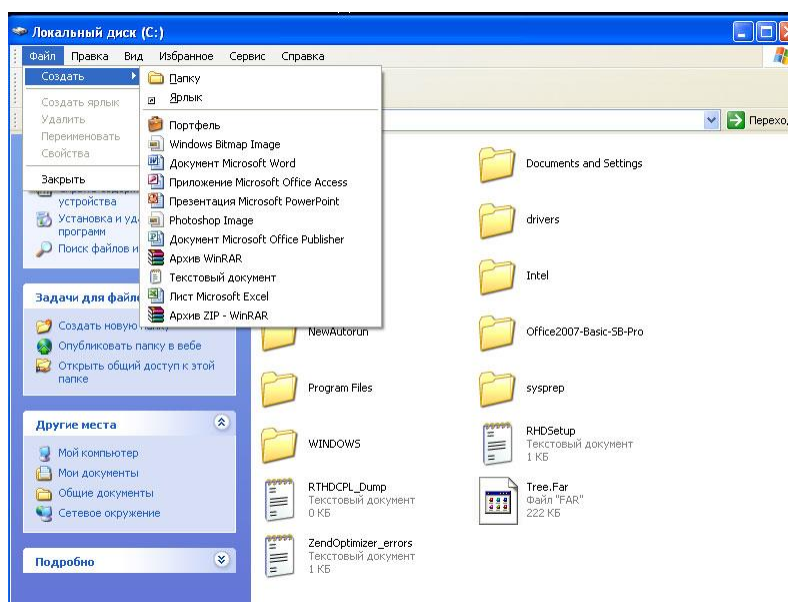 Локальный диск (C:)
Файл Правка Вид Избранное Сервис Справка
Создать
Создать ярлык
Удалить
Переименовать
Свойства
Закрыть
Папку
Ярлык
Портфель
Windows Bitmap Image
Документ Microsoft Word
Приложение Microsoft Office Access
Презентация Microsoft PowerPoint
Photoshop Image
Документ Microsoft Office Publisher
Архив WinRAR
Текстовый документ
Лист Microsoft Excel
Архив ZIP - WinRAR
устройства
Установка и
программ
Поиск файлов и
Задачи для
Создать новую
Опубликовать папку в вебе
Открыть общий доступ к этой
папке
Другие места
Мой компьютер
Мои документы
Общие документы
Сетевое окружение
Подробно
Documents and Settings
drivers
Intel
NewAutorun
Office2007-Basic-SB-Pro
Program Files
sysprep
WINDOWS
RHDSetup
Текстовый документ
1 КБ
RTHDCPL_Dump
Текстовый документ
0 КБ
Tree.Far
Файл "FAR"
222 КБ
ZendOptimizer_errors
Текстовый документ
1 КБ